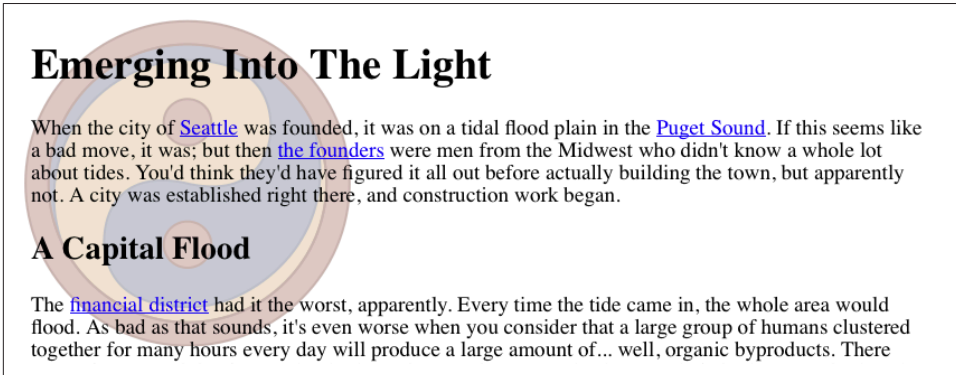 Emerging Into The Light
When the city of Seattle was founded, it was on a tidal flood plain in the Puget Sound. If this seems like
a bad move, it was; but then the founders were men from the Midwest who didn't know a whole lot
about tides. You'd think they'd have figured it all out before actually building the town, but apparently
not. A city was established right there, and construction work began.
A Capital Flood
The financial district had it the worst, apparently. Every time the tide came in, the whole area would
flood. As bad as that sounds, it's even worse when you consider that a large group of humans clustered
together for many hours every day will produce a large amount of... well, organic byproducts. There